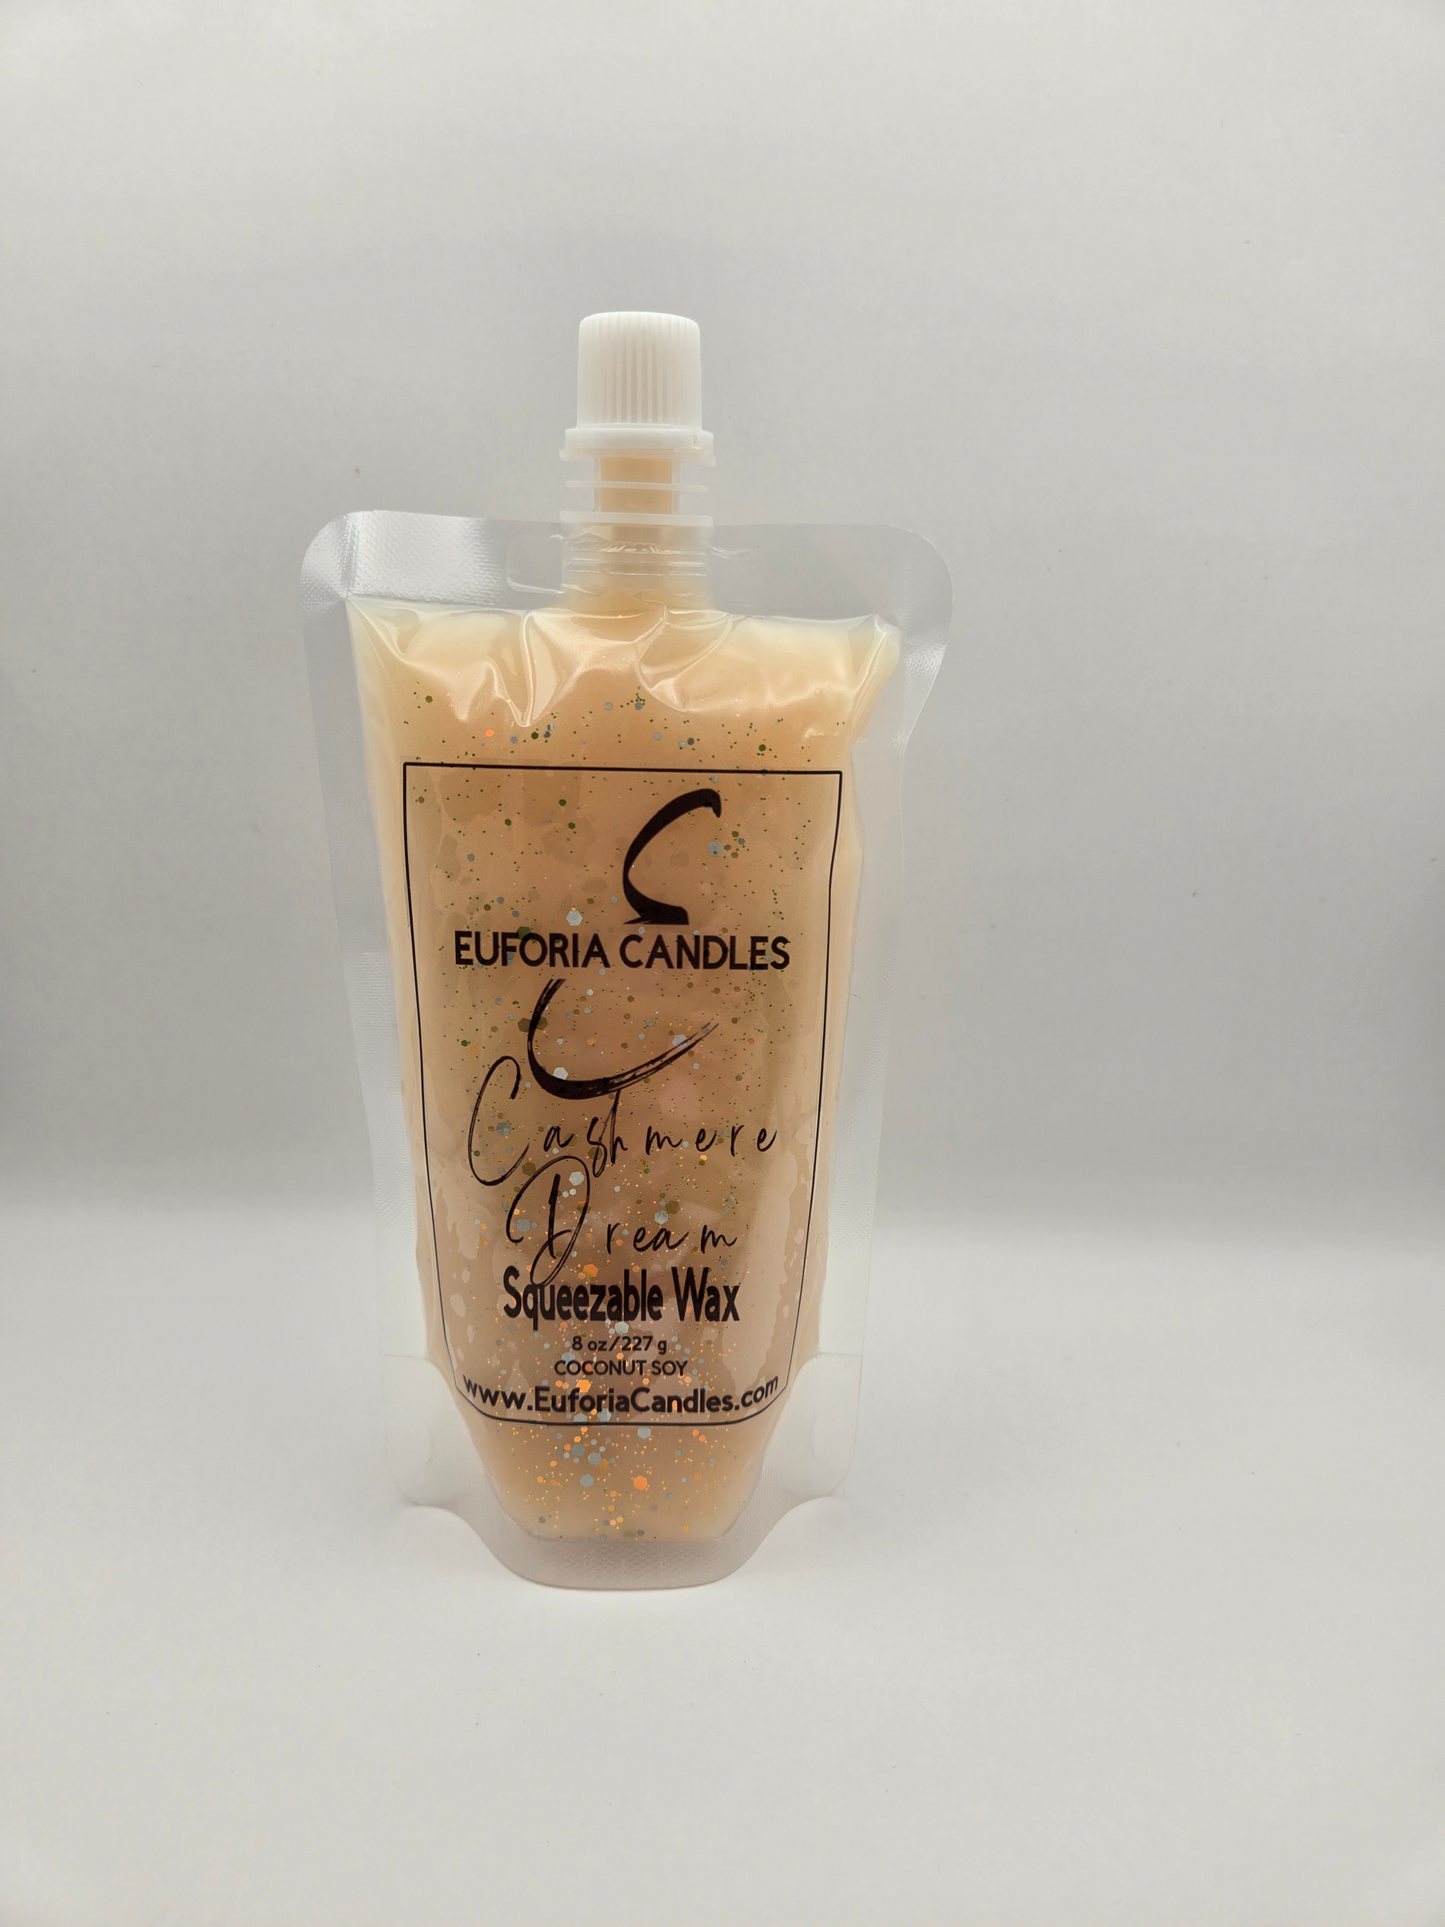 EUFORIA CANDLES
Cashmere
Dream
Squeezable Wax
8 oz/227 g
COCONUT SOY
www.EuforiaCandles.com